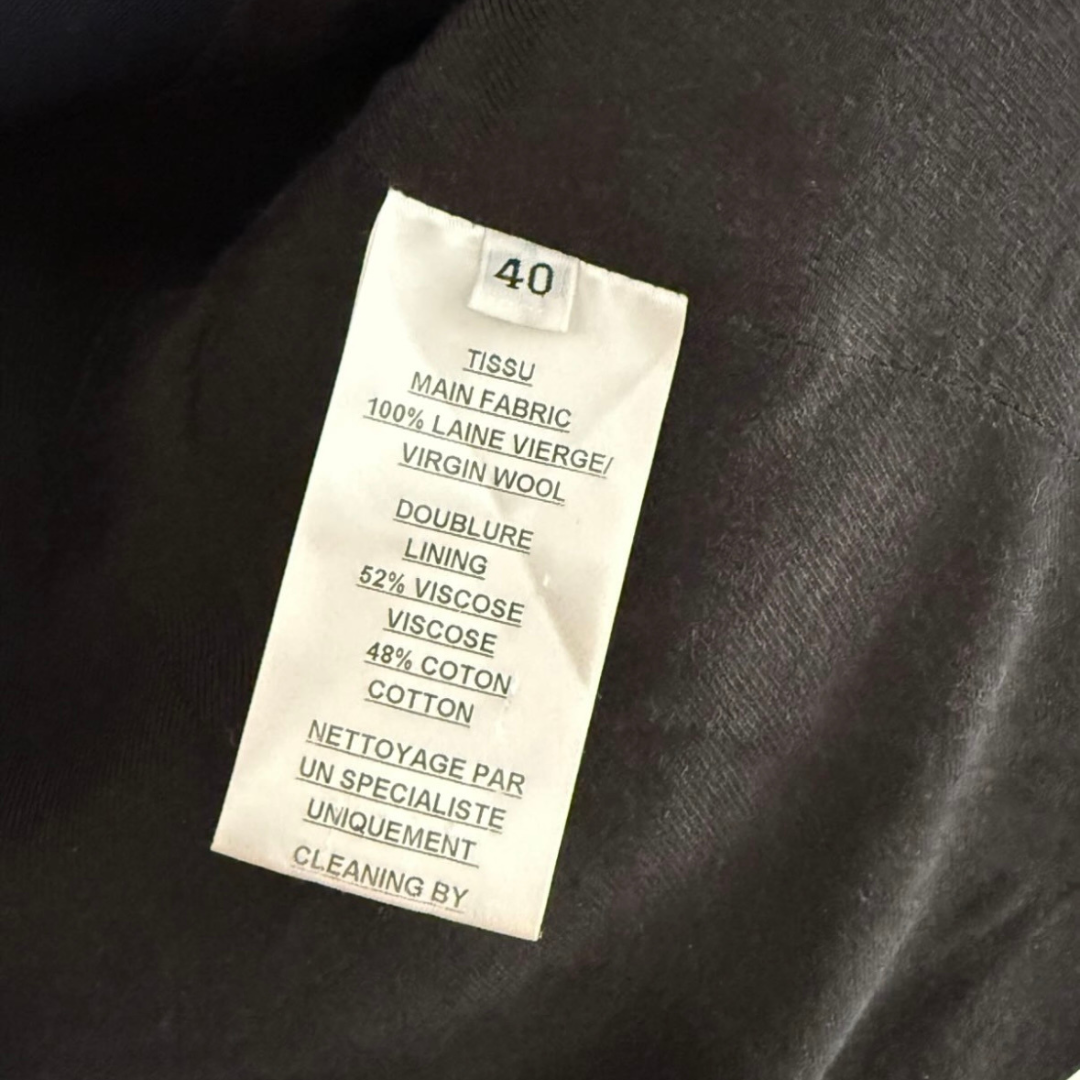 40
TISSU
MAIN FABRIC
100% LAINE VIERGE/
VIRGIN WOOL
DOUBLURE
LINING
52% VISCOSE
VISCOSE
48% COTON
COTTON
NETTOYAGE PAR
UN SPECIALISTE
UNIQUEMENT
CLEANING BY